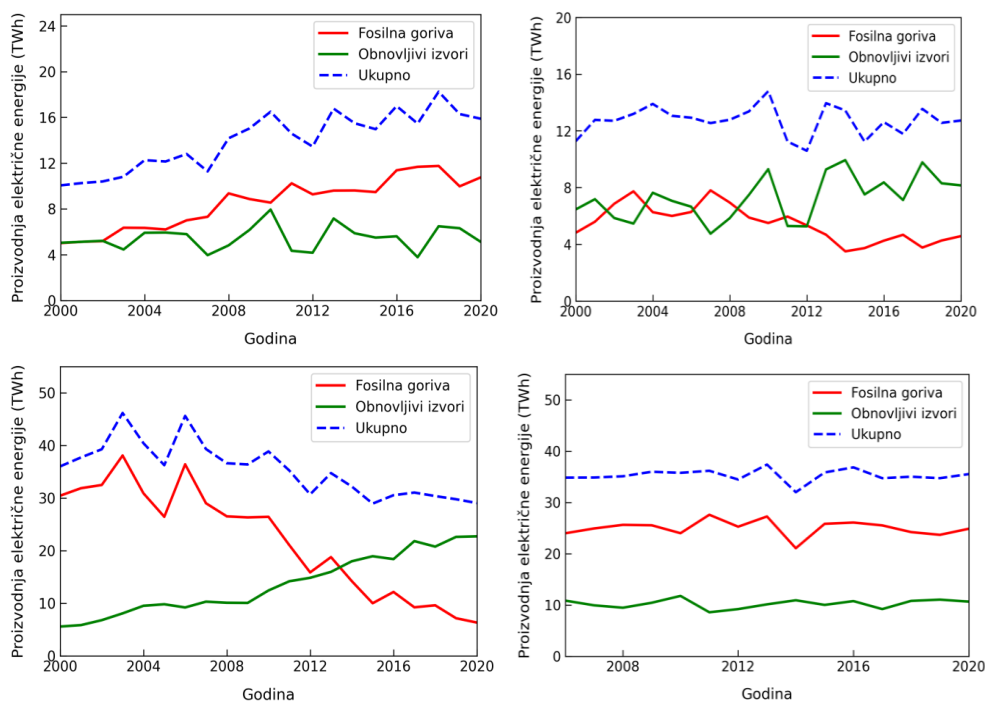 Proizvodnja električne energije (TWh)
24
20
16
12
8
4
0
Fosilna goriva
Obnovljivi izvori
Ukupno
2000 2004 2008 2012 2016 2020
Godina
Proizvodnja električne energije (TWh)
20
16
12
8
4
0
Fosilna goriva
Obnovljivi izvori
Ukupno
2000 2004 2008 2012 2016 2020
Godina
Proizvodnja električne energije (TWh)
50
40
30
20
10
0
Fosilna goriva
Obnovljivi izvori
Ukupno
2000 2004 2008 2012 2016 2020
Godina
Proizvodnja električne energije (TWh)
50
40
30
20
10
0
Fosilna goriva
Obnovljivi izvori
Ukupno
2008 2012 2016 2020
Godina